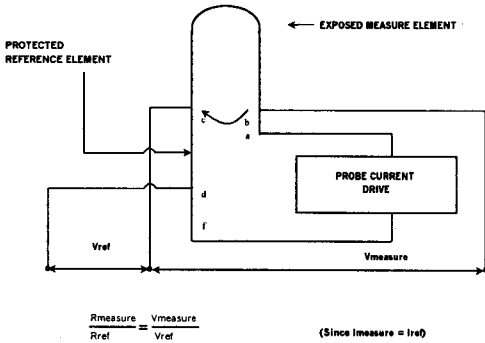 EXPOSED MEASURE ELEMENT
PROTECTED
REFERENCE ELEMENT
c
b
a
PROBE CURRENT
DRIVE
d
f
Vref
Vmeasure
Rmeasure / Rref = Vmeasure / Vref
(Since Imeasure = Iref)